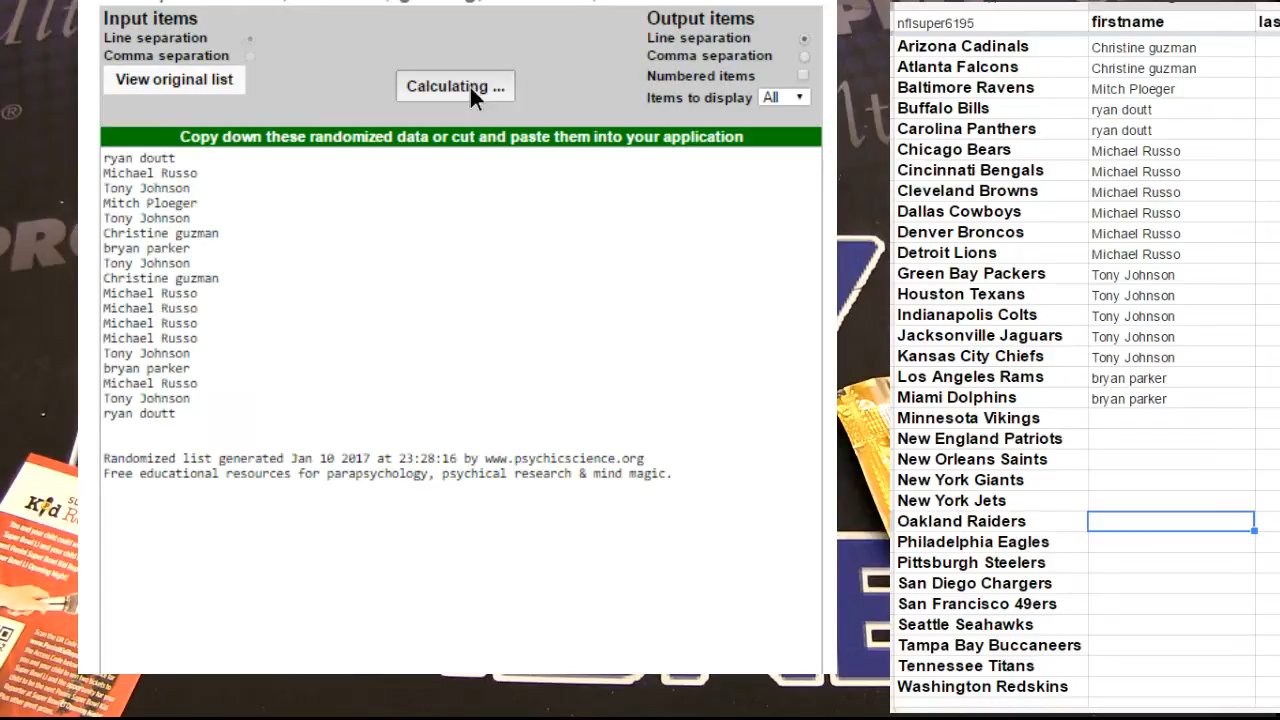 Input items
Line separation
Comma separation
View original list
Calculating ...
Output items
Line separation
Comma separation
Numbered items
Items to display All
Copy down these randomized data or cut and paste them into your application
ryan doutt
Michael Russo
Tony Johnson
Mitch Ploeger
Tony Johnson
Christine guzman
bryan parker
Tony Johnson
Christine guzman
Michael Russo
Michael Russo
Michael Russo
Michael Russo
Tony Johnson
bryan parker
Michael Russo
Tony Johnson
ryan doutt
Randomized list generated Jan 10 2017 at 23:28:16 by www.psychicscience.org
Free educational resources for parapsychology, psychical research & mind magic.
nflsuper6195 firstname las
Arizona Cadinals Christine guzman
Atlanta Falcons Christine guzman
Baltimore Ravens Mitch Ploeger
Buffalo Bills ryan doutt
Carolina Panthers ryan doutt
Chicago Bears Michael Russo
Cincinnati Bengals Michael Russo
Cleveland Browns Michael Russo
Dallas Cowboys Michael Russo
Denver Broncos Michael Russo
Detroit Lions Michael Russo
Green Bay Packers Tony Johnson
Houston Texans Tony Johnson
Indianapolis Colts Tony Johnson
Jacksonville Jaguars Tony Johnson
Kansas City Chiefs Tony Johnson
Los Angeles Rams bryan parker
Miami Dolphins bryan parker
Minnesota Vikings
New England Patriots
New Orleans Saints
New York Giants
New York Jets
Oakland Raiders
Philadelphia Eagles
Pittsburgh Steelers
San Diego Chargers
San Francisco 49ers
Seattle Seahawks
Tampa Bay Buccaneers
Tennessee Titans
Washington Redskins